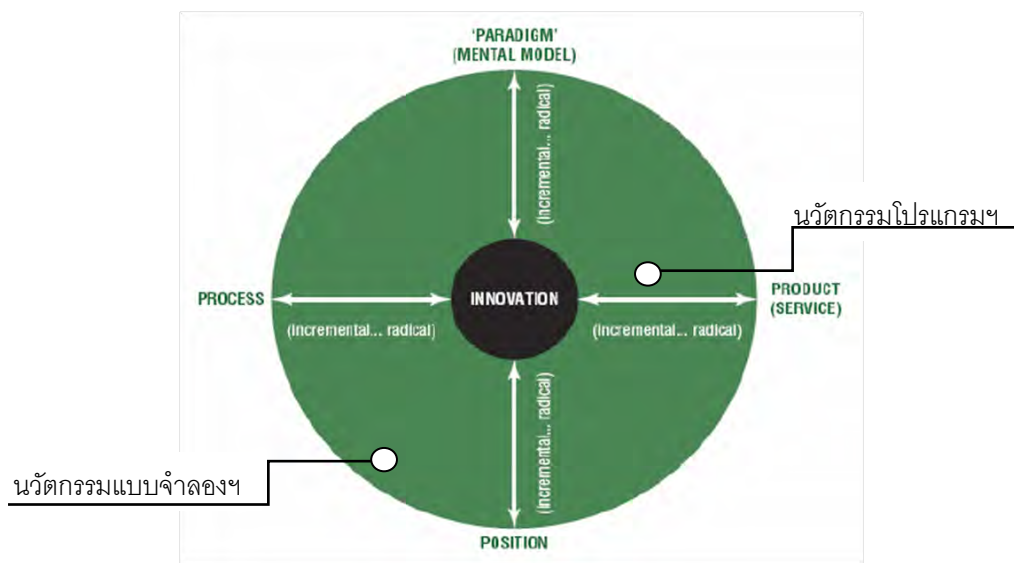 'PARADIGM'
(MENTAL MODEL)
(incremental... radical)
นวัตกรรมโปรแกรมฯ
PROCESS
INNOVATION
PRODUCT
(SERVICE)
(incremental... radical)
(incremental... radical)
(incremental... radical)
นวัตกรรมแบบจำลองฯ
POSITION